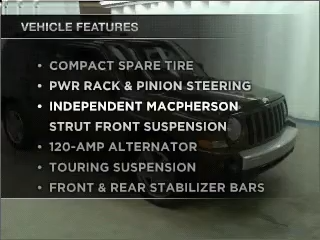 VEHICLE FEATURES
• COMPACT SPARE TIRE
• PWR RACK & PINION STEERING
• INDEPENDENT MACPHERSON
STRUT FRONT SUSPENSION
• 120-AMP ALTERNATOR
• TOURING SUSPENSION
• FRONT & REAR STABILIZER BARS